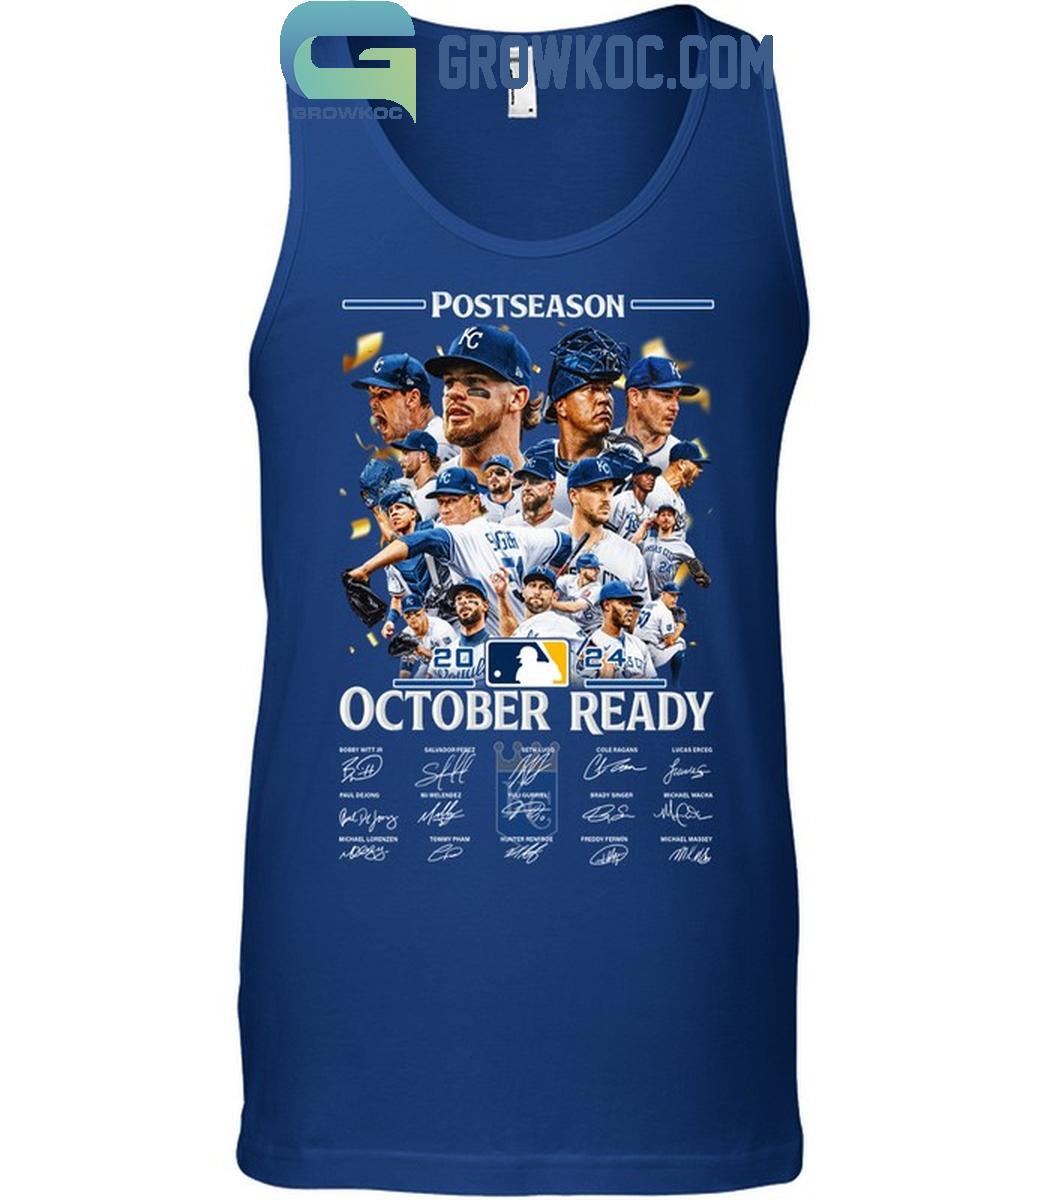 GROWKOC.COM
GROWKOC
POSTSEASON
KC
SINGER
20 24
OCTOBER READY
BOBBY WITT JR SALVADOR PEREZ SETH LUGO COLE RAGANS LUCAS ERCEG
PAUL DEJONG MJ MELENDEZ YULI GURRIEL BRADY SINGER MICHAEL WACHA
MICHAEL LORENZEN TOMMY PHAM HUNTER RENFROE FREDDY FERMÍN MICHAEL MASSEY